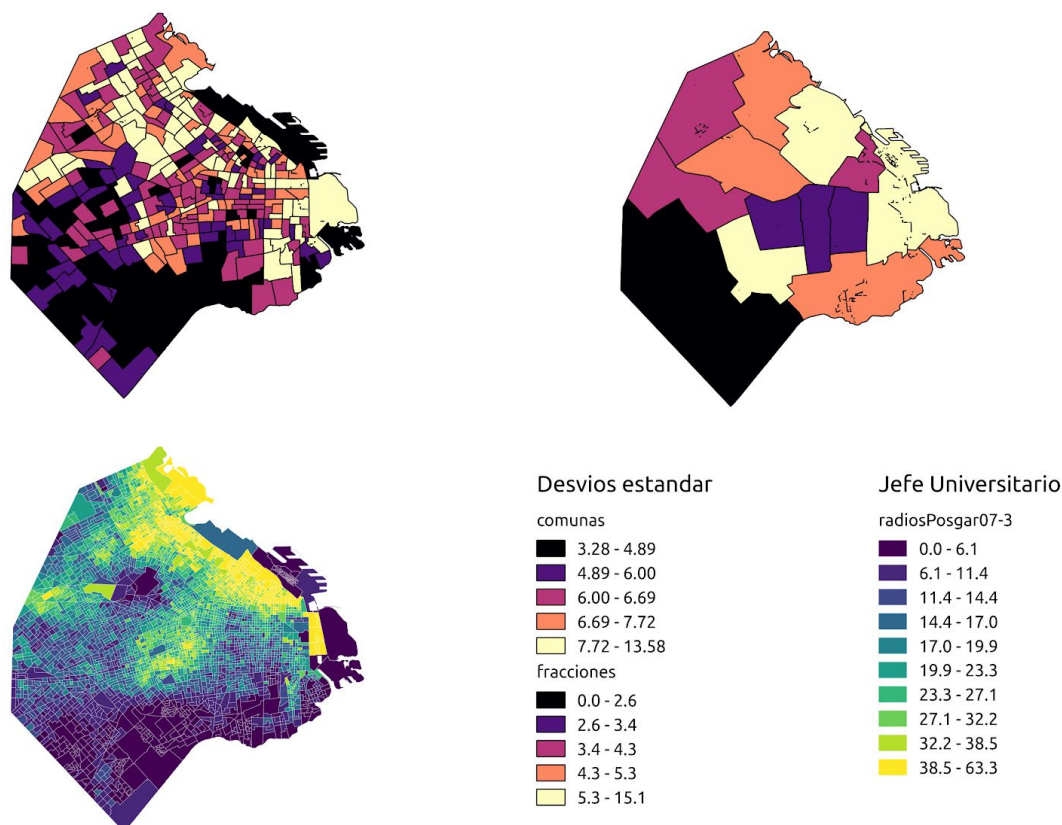 Desvios estandar
comunas
3.28 - 4.89
4.89 - 6.00
6.00 - 6.69
6.69 - 7.72
7.72 - 13.58
fracciones
0.0 - 2.6
2.6 - 3.4
3.4 - 4.3
4.3 - 5.3
5.3 - 15.1
Jefe Universitario
radiosPosgar07-3
0.0 - 6.1
6.1 - 11.4
11.4 - 14.4
14.4 - 17.0
17.0 - 19.9
19.9 - 23.3
23.3 - 27.1
27.1 - 32.2
32.2 - 38.5
38.5 - 63.3